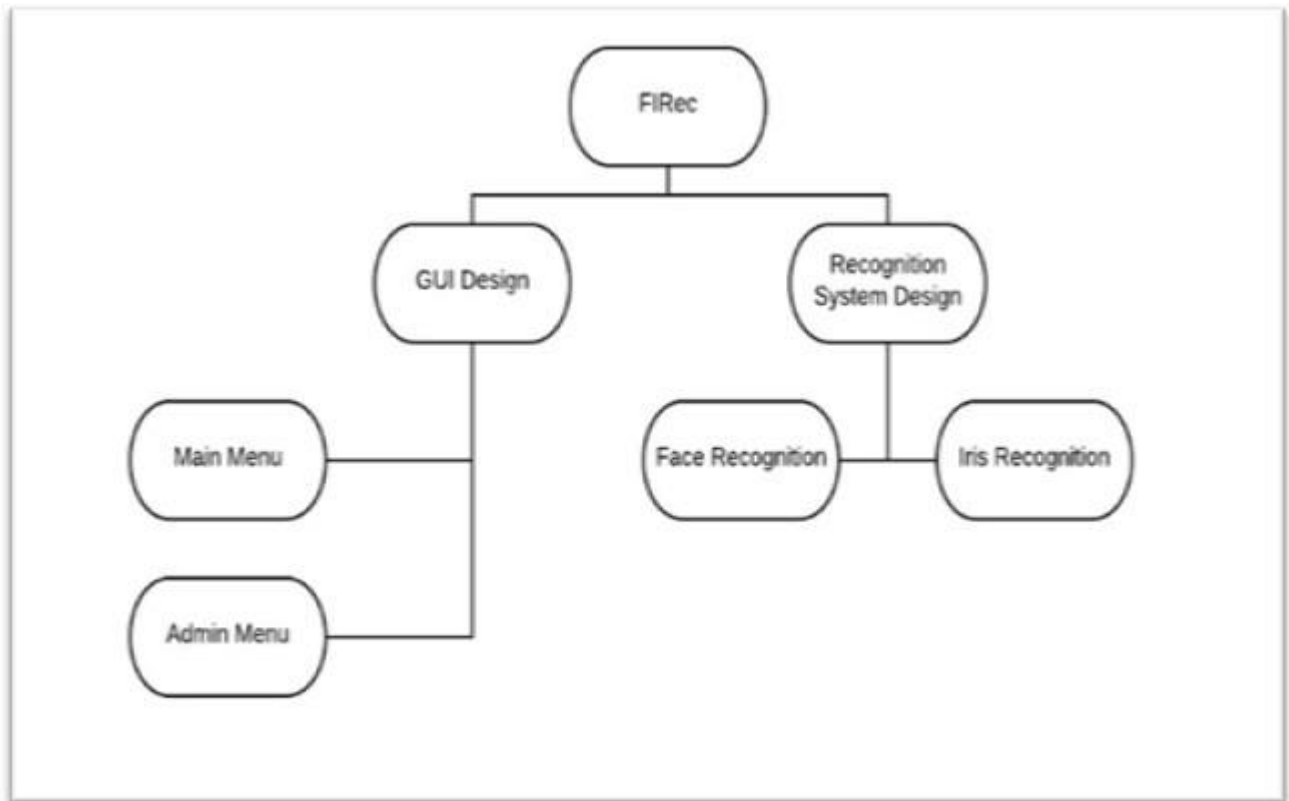 FIRec
GUI Design
Recognition
System Design
Main Menu
Face Recognition
Iris Recognition
Admin Menu